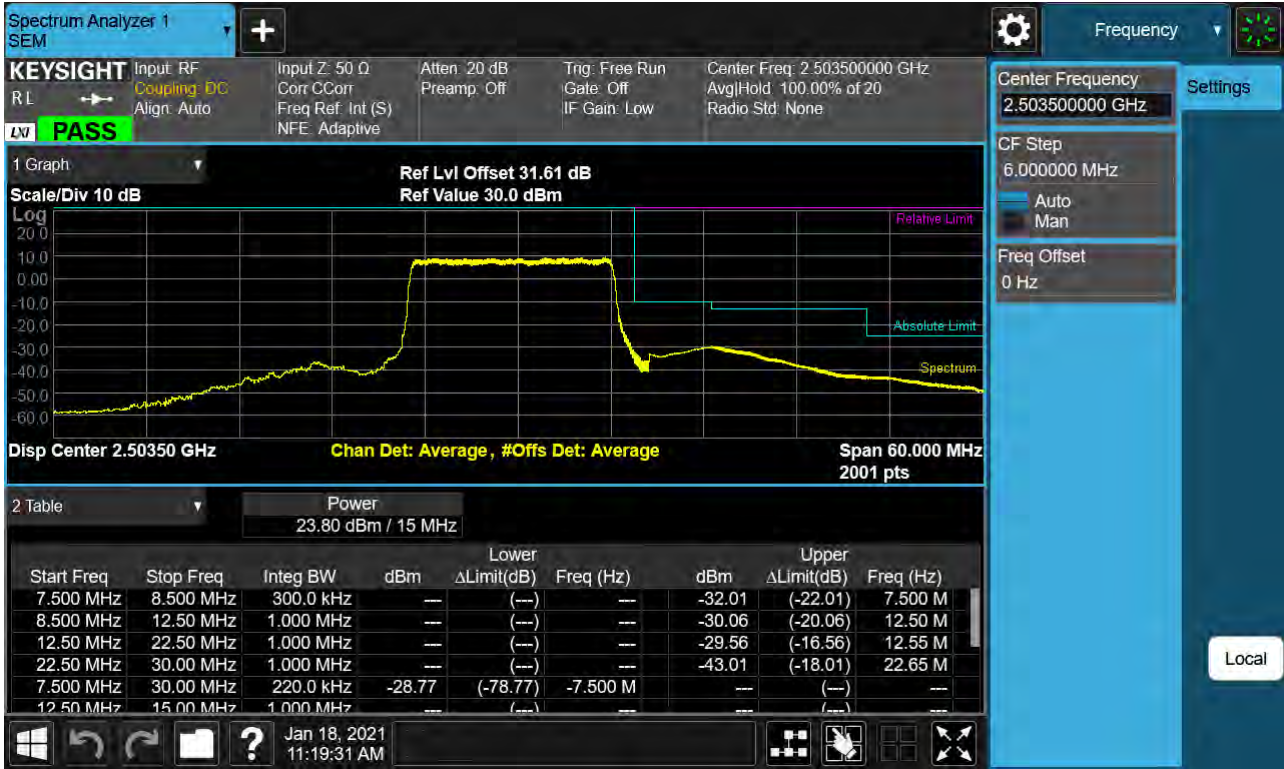 Spectrum Analyzer 1
SEM
Frequency
KEYSIGHT
R L
LXI
PASS
Input: RF
Coupling: DC
Align: Auto
Input Z: 50 Ω
Corr CCorr
Freq Ref: Int (S)
NFE: Adaptive
Atten: 20 dB
Preamp: Off
Trig: Free Run
Gate: Off
IF Gain: Low
Center Freq: 2.503500000 GHz
Avg|Hold: 100.00% of 20
Radio Std: None
Center Frequency
2.503500000 GHz
Settings
CF Step
6.000000 MHz
Auto
Man
Freq Offset
0 Hz
1 Graph
Scale/Div 10 dB
Ref Lvl Offset 31.61 dB
Ref Value 30.0 dBm
Log
20.0
10.0
0.00
-10.0
-20.0
-30.0
-40.0
-50.0
-60.0
Relative Limit
Absolute Limit
Spectrum
Disp Center 2.50350 GHz
Chan Det: Average, #Offs Det: Average
Span 60.000 MHz
2001 pts
2 Table
Power
23.80 dBm / 15 MHz
Lower Upper
Start Freq Stop Freq Integ BW dBm ΔLimit(dB) Freq (Hz) dBm ΔLimit(dB) Freq (Hz)
7.500 MHz 8.500 MHz 300.0 kHz --- (---) --- -32.01 (-22.01) 7.500 M
8.500 MHz 12.50 MHz 1.000 MHz --- (---) --- -30.06 (-20.06) 12.50 M
12.50 MHz 22.50 MHz 1.000 MHz --- (---) --- -29.56 (-16.56) 12.55 M
22.50 MHz 30.00 MHz 1.000 MHz --- (---) --- -43.01 (-18.01) 22.65 M
7.500 MHz 30.00 MHz 220.0 kHz -28.77 (-78.77) -7.500 M --- (---) ---
12.50 MHz 15.00 MHz 1.000 MHz --- (---) --- --- (---) ---
Local
?
Jan 18, 2021
11:19:31 AM